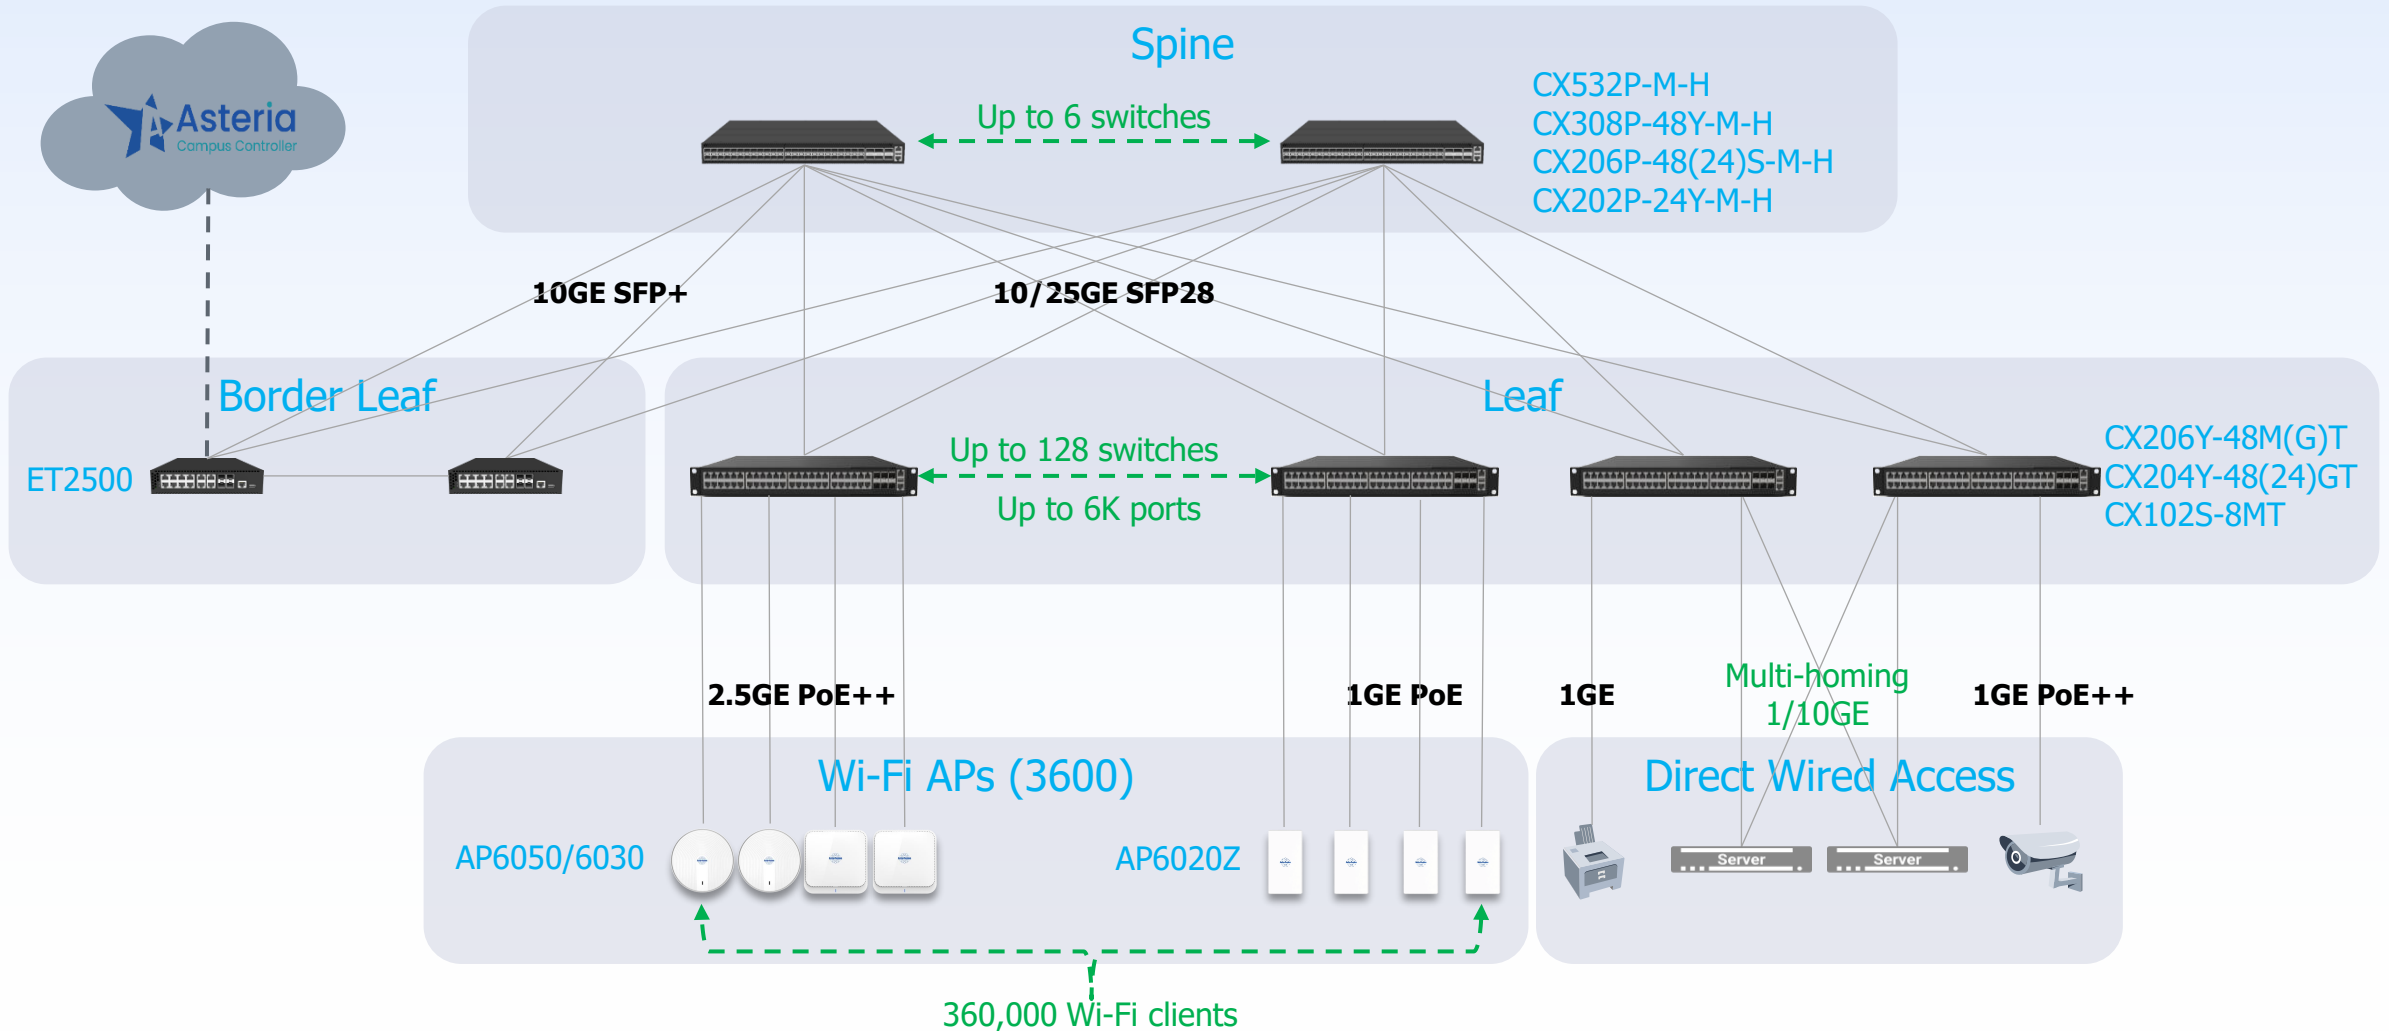 Spine
Asteria
Campus Controller
Up to 6 switches
CX532P-M-H
CX308P-48Y-M-H
CX206P-48(24)S-M-H
CX202P-24Y-M-H
10GE SFP+
10/25GE SFP28
Border Leaf
Leaf
ET2500
Up to 128 switches
Up to 6K ports
CX206Y-48M(G)T
CX204Y-48(24)GT
CX102S-8MT
2.5GE PoE++
1GE PoE
1GE
Multi-homing
1/10GE
1GE PoE++
Wi-Fi APs (3600)
Direct Wired Access
AP6050/6030
AP6020Z
Server
Server
360,000 Wi-Fi clients